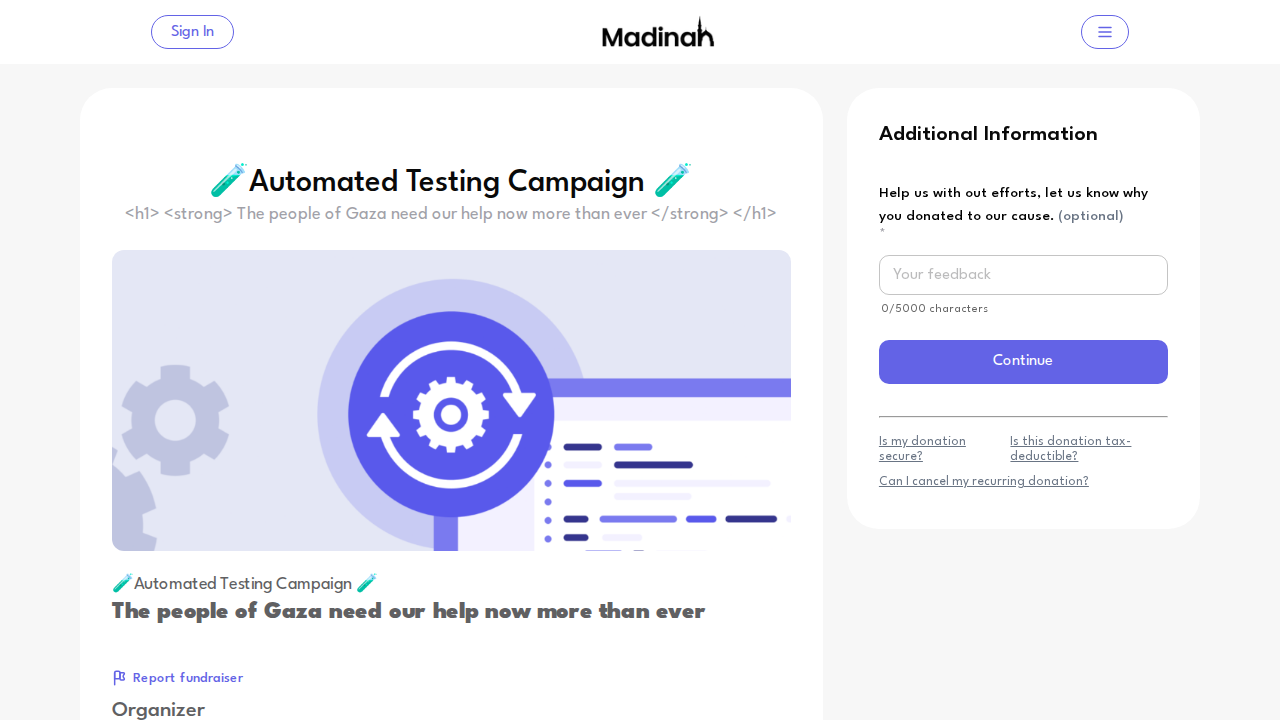 Sign In
Madinah
🧪Automated Testing Campaign 🧪
<h1> <strong> The people of Gaza need our help now more than ever </strong> </h1>
🧪Automated Testing Campaign 🧪
The people of Gaza need our help now more than ever
Report fundraiser
Organizer
Additional Information
Help us with out efforts, let us know why
you donated to our cause. (optional)
*
Your feedback
0/5000 characters
Continue
Is my donation
secure?
Is this donation tax-
deductible?
Can I cancel my recurring donation?